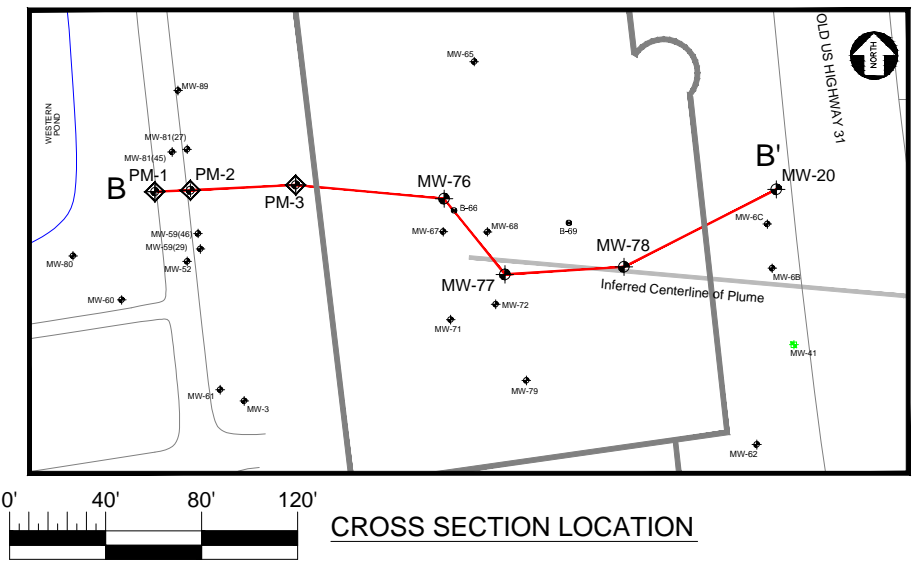 OLD US HIGHWAY 31
NORTH
MW-65
MW-89
WESTERN
POND
MW-81(27)
MW-81(45)
B
PM-1
PM-2
PM-3
MW-76
B-66
MW-67
MW-68
B-69
B'
MW-20
MW-6C
MW-59(46)
MW-59(29)
MW-52
MW-80
MW-78
MW-77
MW-6B
Inferred Centerline of Plume
MW-60
MW-72
MW-71
MW-41
MW-79
MW-61
MW-3
MW-62
0'
40'
80'
120'
CROSS SECTION LOCATION